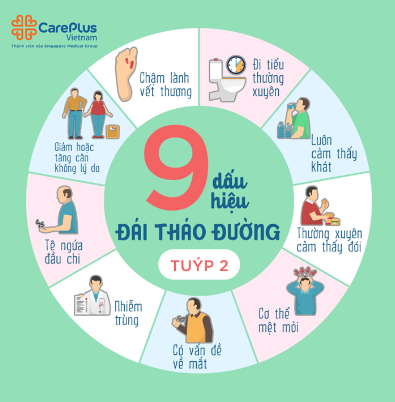 CarePlus
Vietnam
Thành viên của Singapore Medical Group
9
dấu
hiệu
ĐÁI THÁO ĐƯỜNG
TUÝP 2
Đi tiểu
thường
xuyên
Luôn
cảm thấy
khát
Thường xuyên
cảm thấy đói
Cơ thể
mệt mỏi
Có vấn đề
về mắt
Nhiễm
trùng
Tê ngứa
đầu chi
Giảm hoặc
tăng cân
không lý do
Chậm lành
vết thương